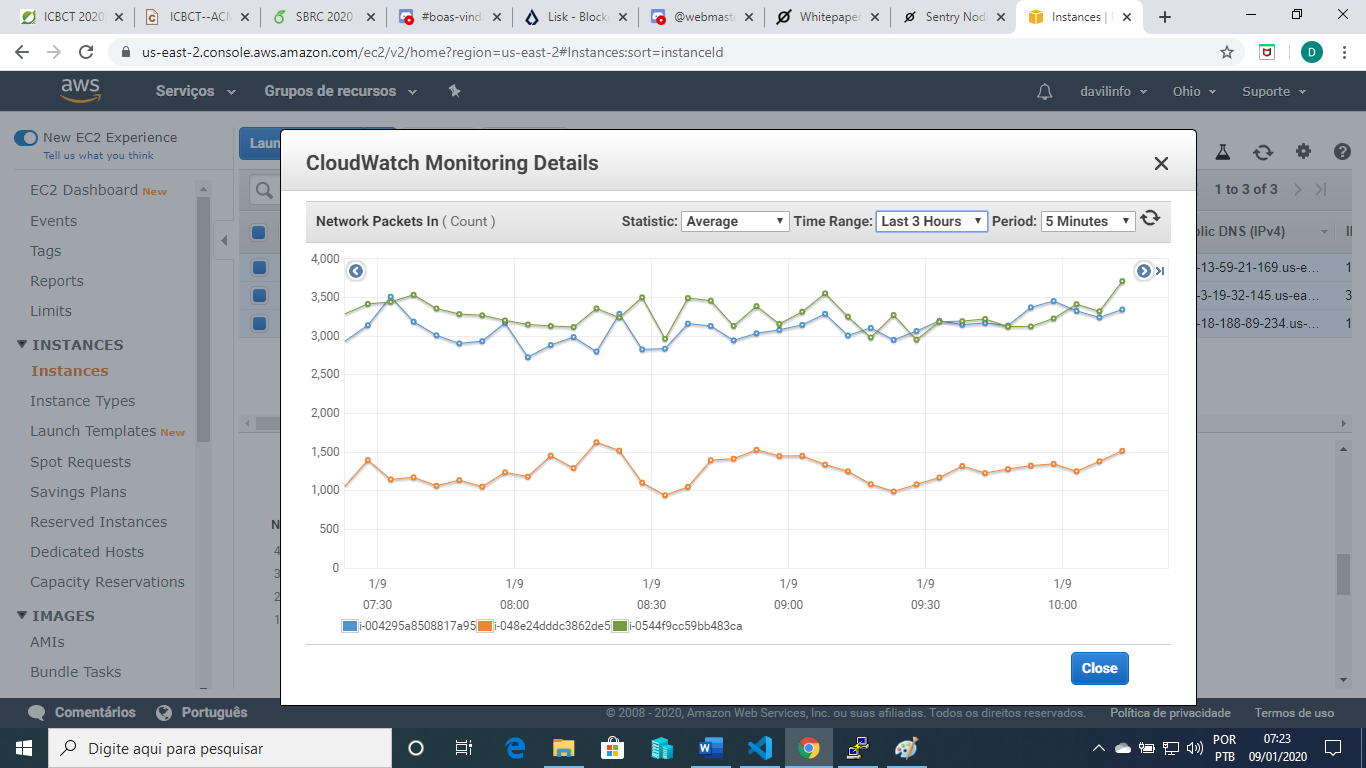 ICBCT 2020
ICBCT--ACM
SBRC 2020
#boas-vind
Lisk - Block
@webmast
Whitepaper
Sentry Nod
Instances | E
us-east-2.console.aws.amazon.com/ec2/v2/home?region=us-east-2#Instances:sort=instanceId
D
aws
Serviços
Grupos de recursos
davilinfo
Ohio
Suporte
New EC2 Experience
Tell us what you think
EC2 Dashboard New
Events
Tags
Reports
Limits
INSTANCES
Instances
Instance Types
Launch Templates New
Spot Requests
Savings Plans
Reserved Instances
Dedicated Hosts
Capacity Reservations
IMAGES
AMIs
Bundle Tasks
Laun
1 to 3 of 3
lic DNS (IPv4)
-13-59-21-169.us-e...
-3-19-32-145.us-ea...
-18-188-89-234.us-...
CloudWatch Monitoring Details
Network Packets In ( Count )
Statistic: Average
Time Range: Last 3 Hours
Period: 5 Minutes
4,000
3,500
3,000
2,500
2,000
1,500
1,000
500
0
1/9 1/9 1/9 1/9 1/9 1/9
07:30 08:00 08:30 09:00 09:30 10:00
i-004295a8508817a95
i-048e24dddc3862de5
i-0544f9cc59bb483ca
Close
Comentários
Português
© 2008 - 2020, Amazon Web Services, Inc. ou suas afiliadas. Todos os direitos reservados.
Política de privacidade
Termos de uso
Digite aqui para pesquisar
POR
PTB
07:23
09/01/2020